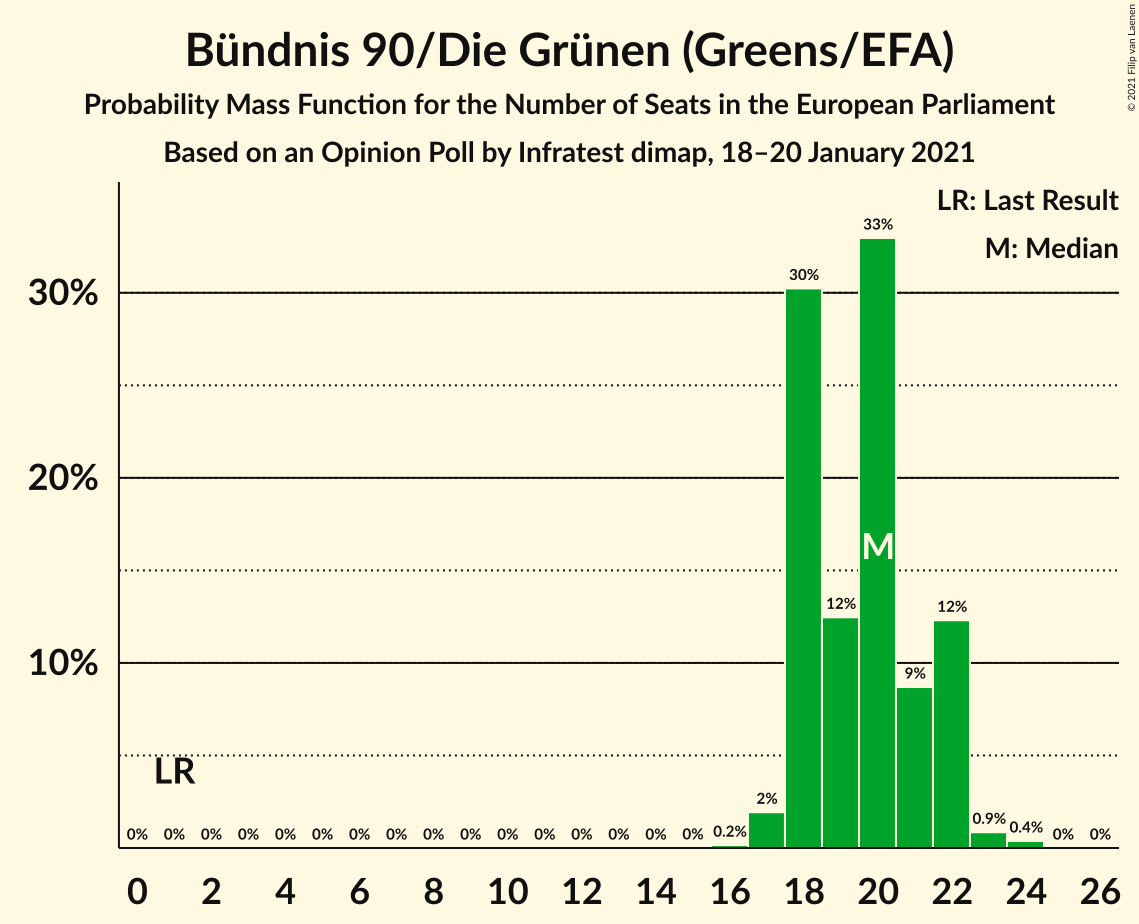 Bündnis 90/Die Grünen (Greens/EFA)
Probability Mass Function for the Number of Seats in the European Parliament
Based on an Opinion Poll by Infratest dimap, 18–20 January 2021
© 2021 Filip van Laenen
LR: Last Result
M: Median
33%
30%
30%
20%
M
12%
12%
10%
9%
LR
2%
0% 0% 0% 0% 0% 0% 0% 0% 0% 0% 0% 0% 0% 0% 0% 0% 0.2% 0.9% 0.4% 0% 0%
0 2 4 6 8 10 12 14 16 18 20 22 24 26